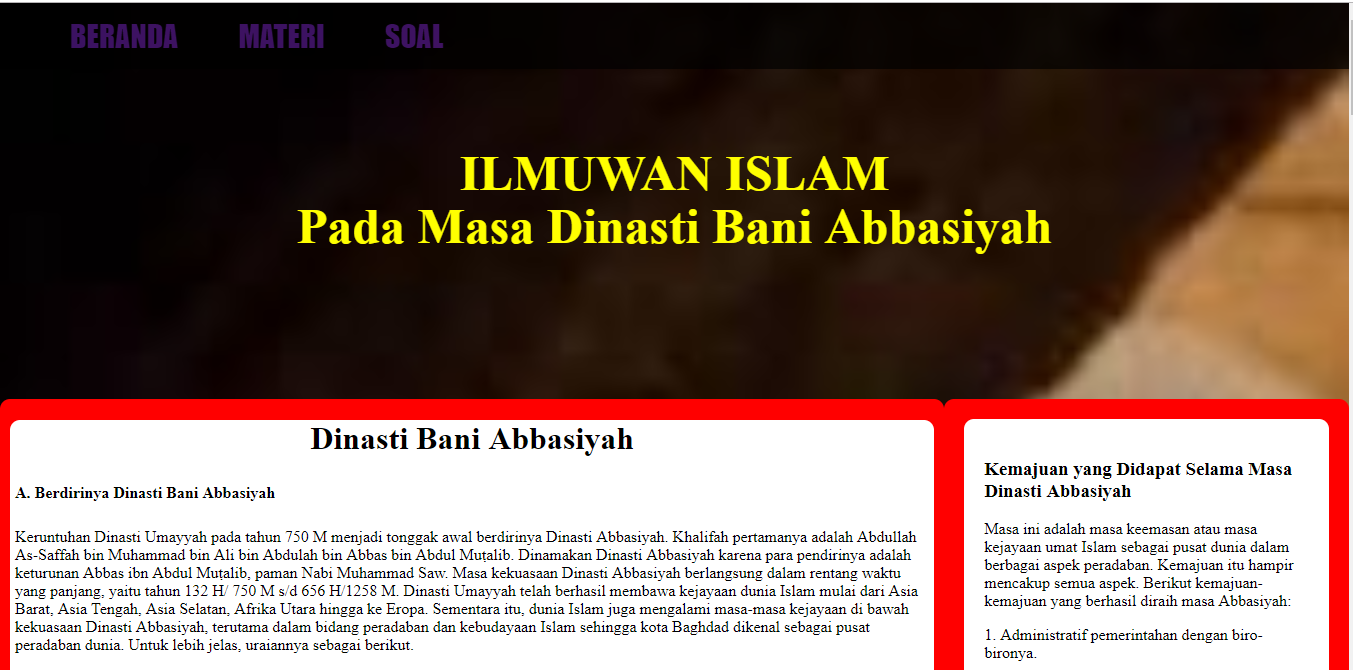 BERANDA MATERI SOAL
ILMUWAN ISLAM
Pada Masa Dinasti Bani Abbasiyah
Dinasti Bani Abbasiyah
A. Berdirinya Dinasti Bani Abbasiyah
Keruntuhan Dinasti Umayyah pada tahun 750 M menjadi tonggak awal berdirinya Dinasti Abbasiyah. Khalifah pertamanya adalah Abdullah
As-Saffah bin Muhammad bin Ali bin Abdulah bin Abbas bin Abdul Muṭalib. Dinamakan Dinasti Abbasiyah karena para pendirinya adalah
keturunan Abbas ibn Abdul Muṭalib, paman Nabi Muhammad Saw. Masa kekuasaan Dinasti Abbasiyah berlangsung dalam rentang waktu
yang panjang, yaitu tahun 132 H/ 750 M s/d 656 H/1258 M. Dinasti Umayyah telah berhasil membawa kejayaan dunia Islam mulai dari Asia
Barat, Asia Tengah, Asia Selatan, Afrika Utara hingga ke Eropa. Sementara itu, dunia Islam juga mengalami masa-masa kejayaan di bawah
kekuasaan Dinasti Abbasiyah, terutama dalam bidang peradaban dan kebudayaan Islam sehingga kota Baghdad dikenal sebagai pusat
peradaban dunia. Untuk lebih jelas, uraiannya sebagai berikut.
Kemajuan yang Didapat Selama Masa
Dinasti Abbasiyah
Masa ini adalah masa keemasan atau masa
kejayaan umat Islam sebagai pusat dunia dalam
berbagai aspek peradaban. Kemajuan itu hampir
mencakup semua aspek. Berikut kemajuan-
kemajuan yang berhasil diraih masa Abbasiyah:
1. Administratif pemerintahan dengan biro-
bironya.